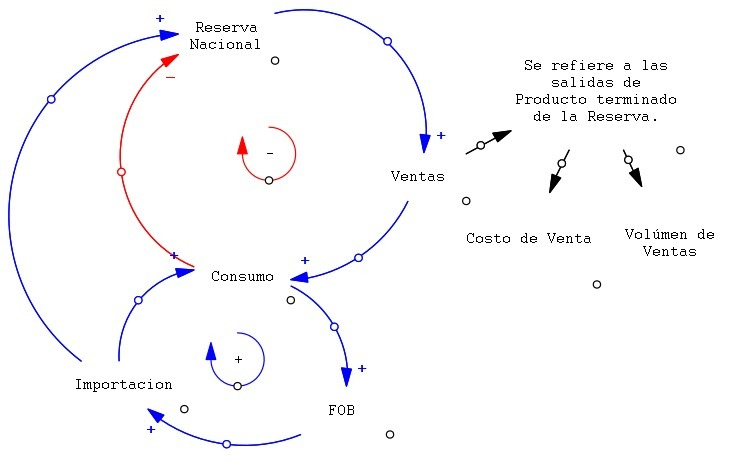 +
Reserva
Nacional
−
Se refiere a las
salidas de
Producto terminado
de la Reserva.
+
-
Ventas
Costo de Venta
Volúmen de
Ventas
+
+
Consumo
+
+
Importacion
FOB
+